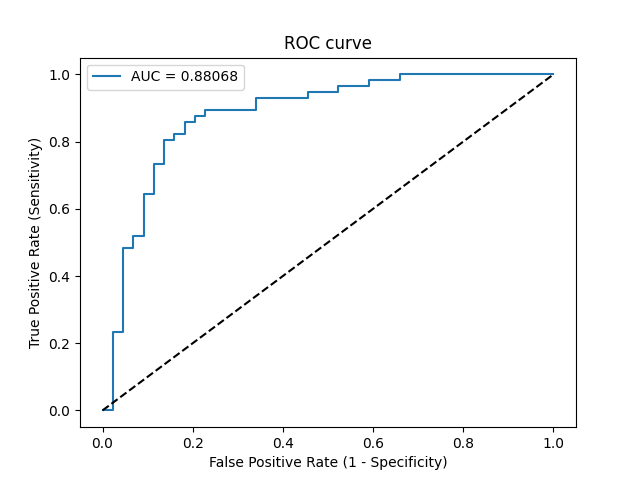 ROC curve
AUC = 0.88068
1.0
0.8
0.6
0.4
0.2
0.0
True Positive Rate (Sensitivity)
0.0 0.2 0.4 0.6 0.8 1.0
False Positive Rate (1 - Specificity)